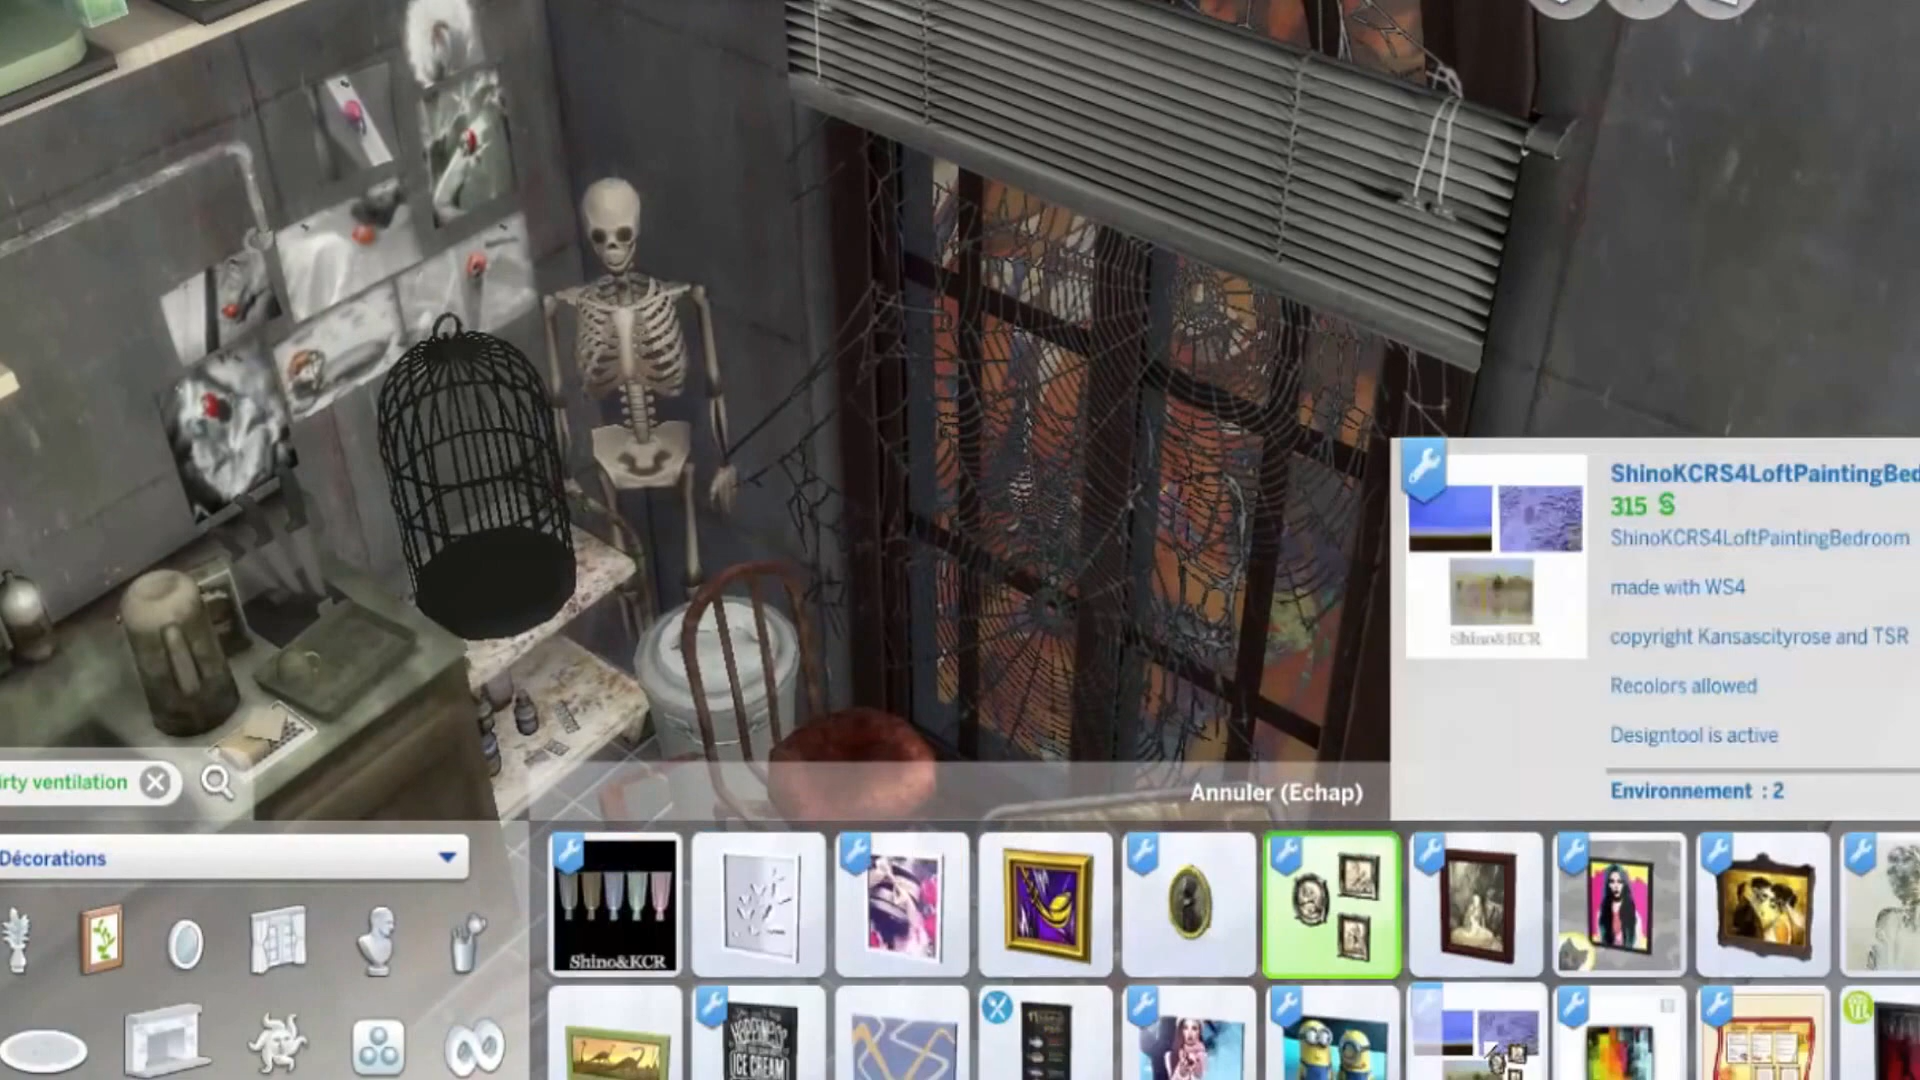 ShinoKCRS4LoftPaintingBed
315 §
ShinoKCRS4LoftPaintingBedroom
made with WS4
copyright Kansascityrose and TSR
Recolors allowed
Designtool is active
Environnement : 2
Shino&KCR
irty ventilation
Annuler (Echap)
Décorations
Shino&KCR
HAPPINESS
ICE CREAM